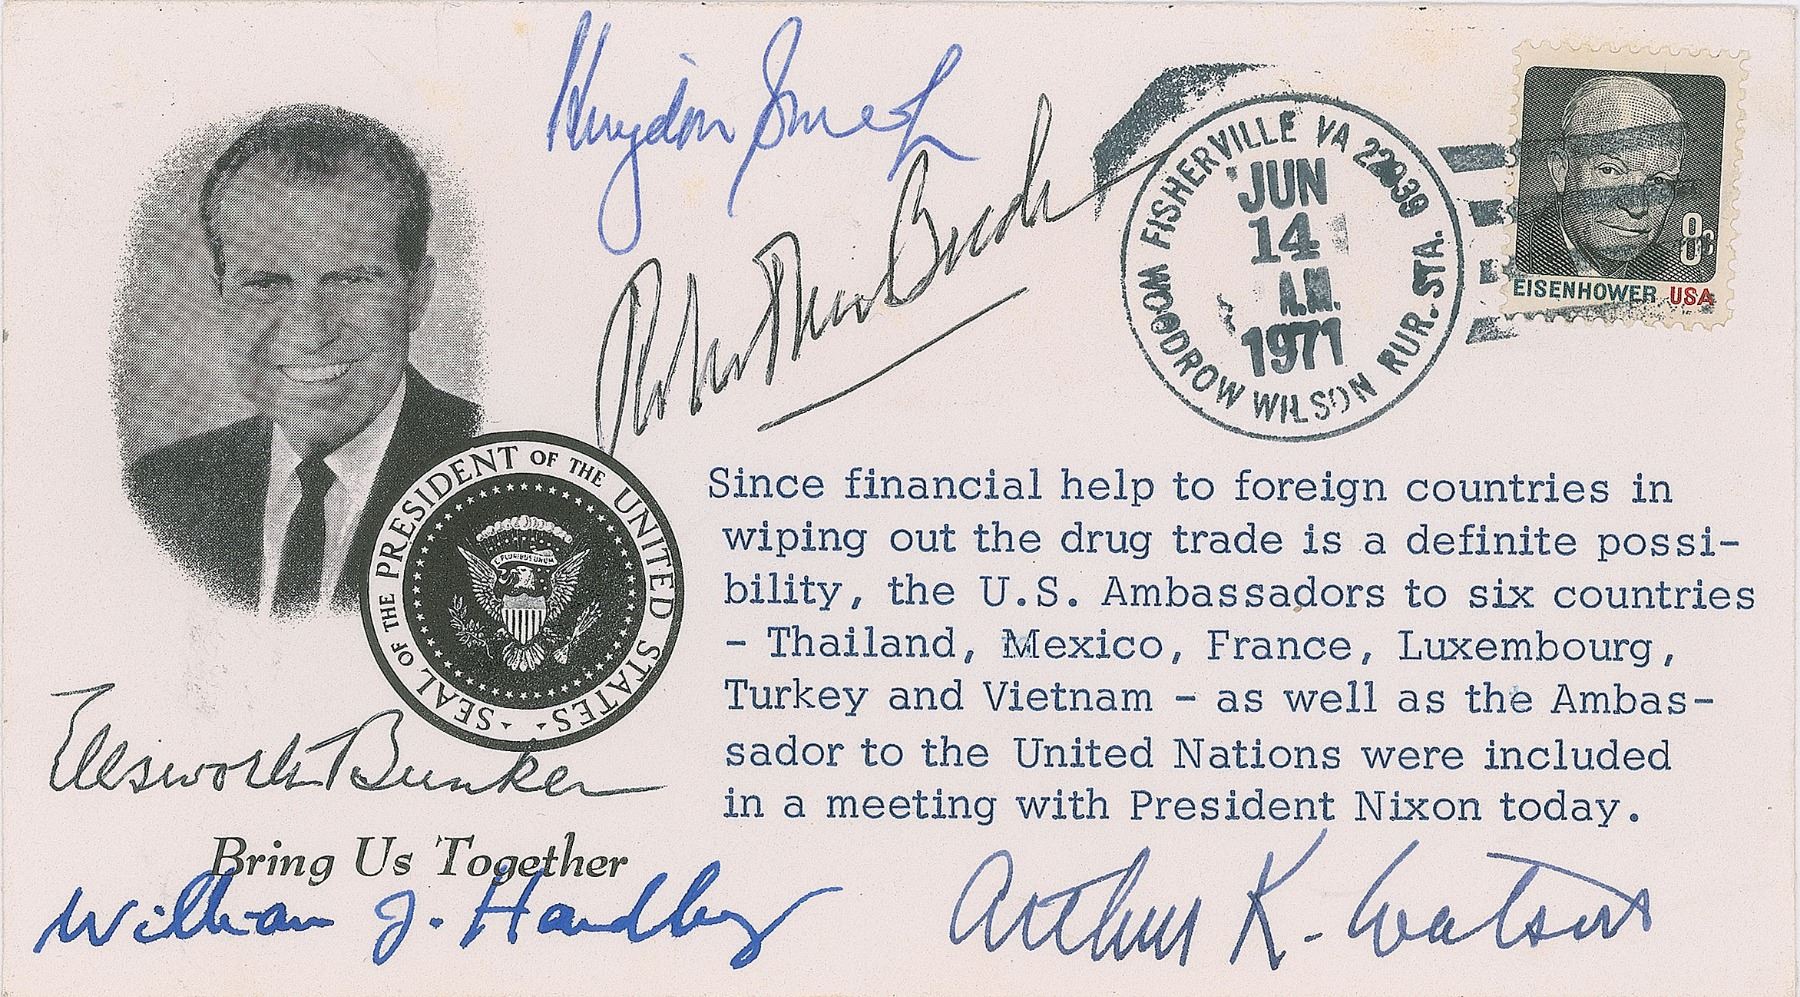 FISHERVILLE VA 22939
JUN
14
A.M.
1971
WOODROW WILSON RUR. STA.
8c
EISENHOWER USA
SEAL OF THE PRESIDENT OF THE UNITED STATES
E PLURIBUS UNUM
Since financial help to foreign countries in
wiping out the drug trade is a definite possi-
bility, the U.S. Ambassadors to six countries
- Thailand, Mexico, France, Luxembourg,
Turkey and Vietnam - as well as the Ambas-
sador to the United Nations were included
in a meeting with President Nixon today.
Ellsworth Bunker
Bring Us Together
William J. Handley
Arthur K. Watson